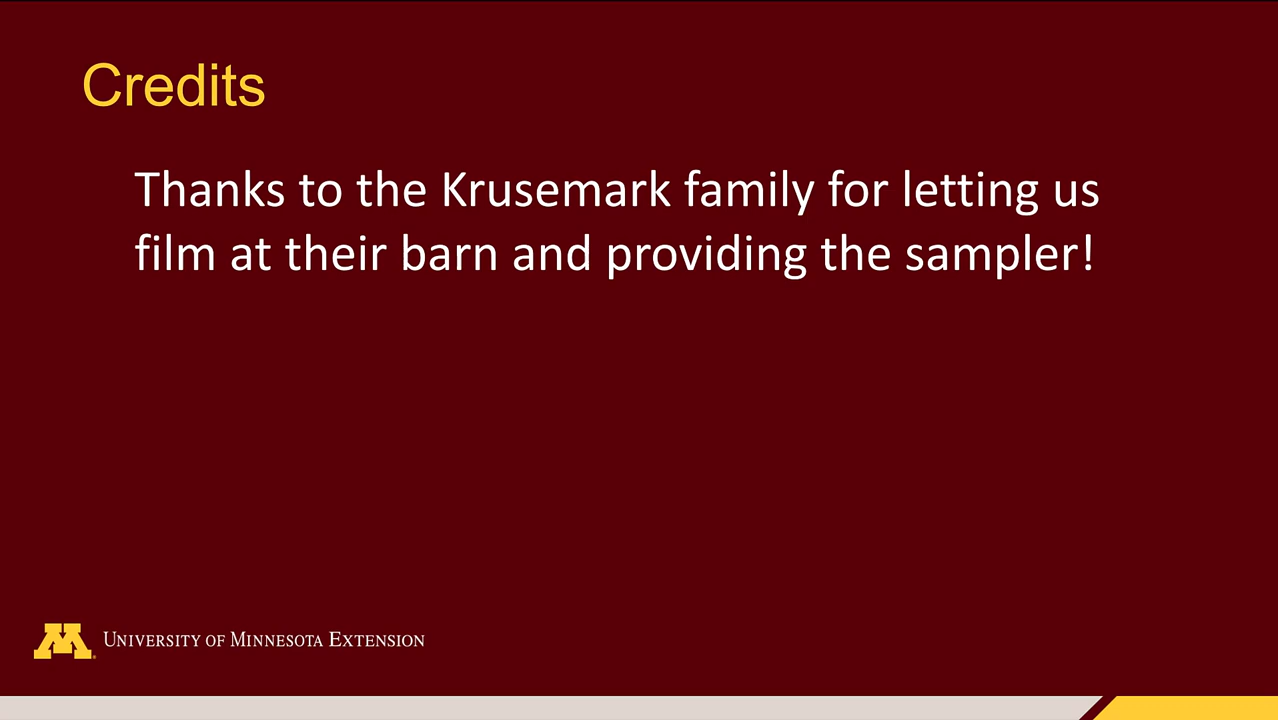 Credits
Thanks to the Krusemark family for letting us
film at their barn and providing the sampler!
M
UNIVERSITY OF MINNESOTA EXTENSION